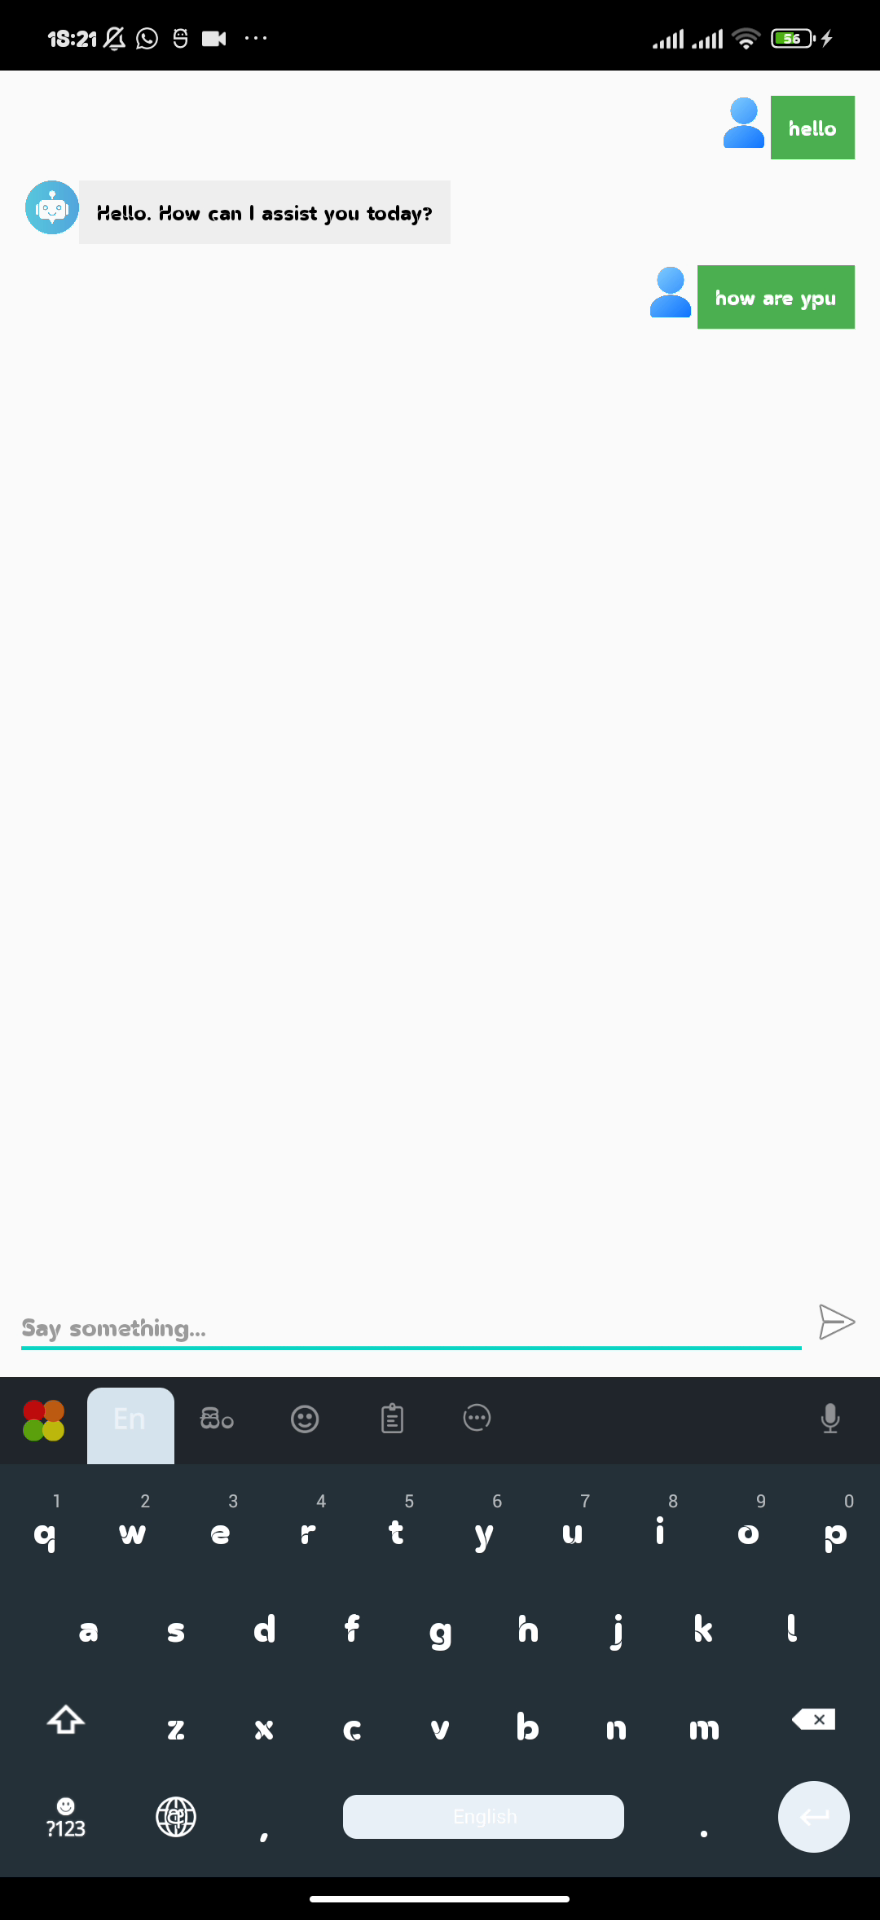 18:21
56
hello
Hello. How can I assist you today?
how are ypu
Say something...
En සිං
1 2 3 4 5 6 7 8 9 0
q w e r t y u i o p
a s d f g h j k l
z x c v b n m
?123 , English .